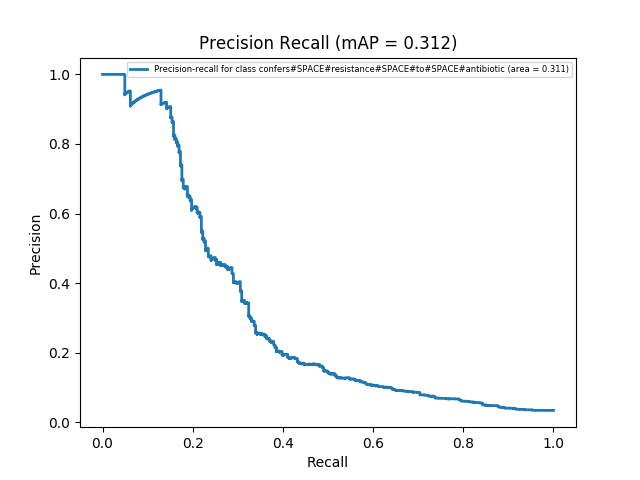 Precision Recall (mAP = 0.312)
Precision-recall for class confers#SPACE#resistance#SPACE#to#SPACE#antibiotic (area = 0.311)
1.0
0.8
0.6
0.4
0.2
0.0
Precision
0.0 0.2 0.4 0.6 0.8 1.0
Recall